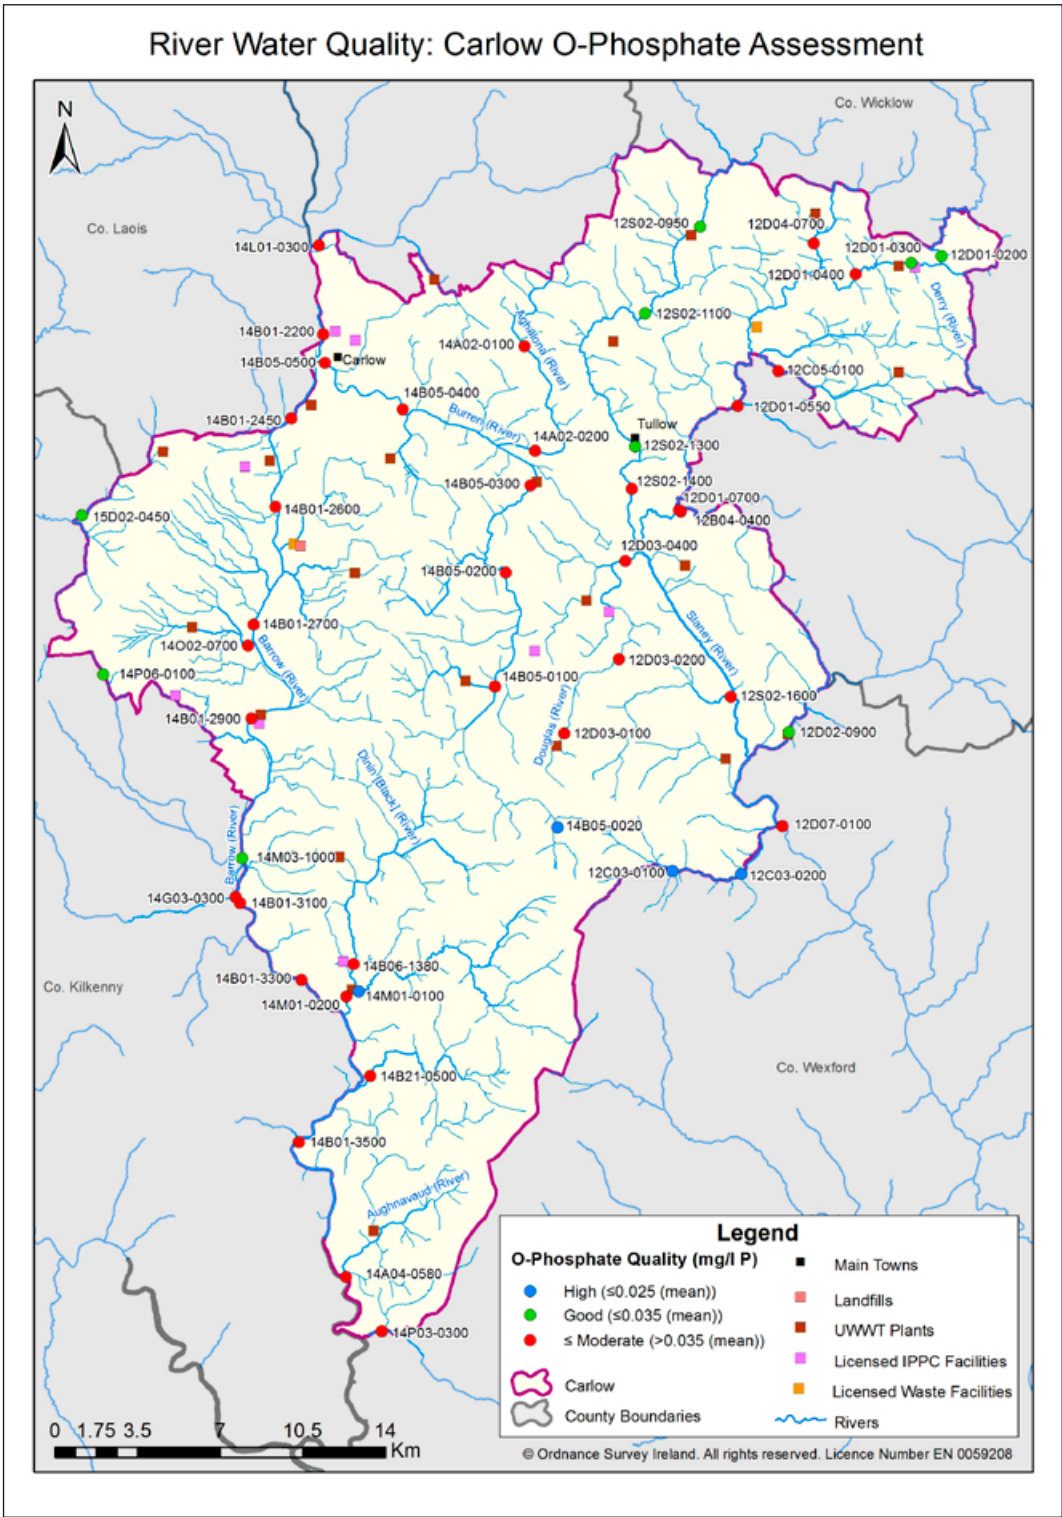 River Water Quality: Carlow O-Phosphate Assessment
N
Co. Wicklow
Co. Laois
12S02-0950
12D04-0700
14L01-0300
12D01-0300
12D01-0200
12D01-0400
Derry (River)
12S02-1100
Aghalona (River)
14B01-2200
14A02-0100
14B05-0500
Carlow
12C05-0100
14B05-0400
12D01-0550
14B01-2450
Burren (River)
Tullow
14A02-0200
12S02-1300
14B05-0300
12S02-1400
12D01-0700
14B01-2600
12B04-0400
15D02-0450
12D03-0400
14B05-0200
14B01-2700
Slaney (River)
14O02-0700
Barrow (River)
12D03-0200
14P06-0100
14B05-0100
12S02-1600
14B01-2900
Douglas (River)
12D03-0100
12D02-0900
Dinin [Black] (River)
14B05-0020
12D07-0100
Barrow (River)
14M03-1000
12C03-0100
12C03-0200
14G03-0300
14B01-3100
14B06-1380
14B01-3300
Co. Kilkenny
14M01-0100
14M01-0200
Co. Wexford
14B21-0500
14B01-3500
Aughnavaud (River)
14A04-0580
14P03-0300
Legend
O-Phosphate Quality (mg/l P)
High (≤0.025 (mean))
Good (≤0.035 (mean))
≤ Moderate (>0.035 (mean))
Carlow
County Boundaries
Main Towns
Landfills
UWWT Plants
Licensed IPPC Facilities
Licensed Waste Facilities
Rivers
0 1.75 3.5 7 10.5 14
Km
© Ordnance Survey Ireland. All rights reserved. Licence Number EN 0059208